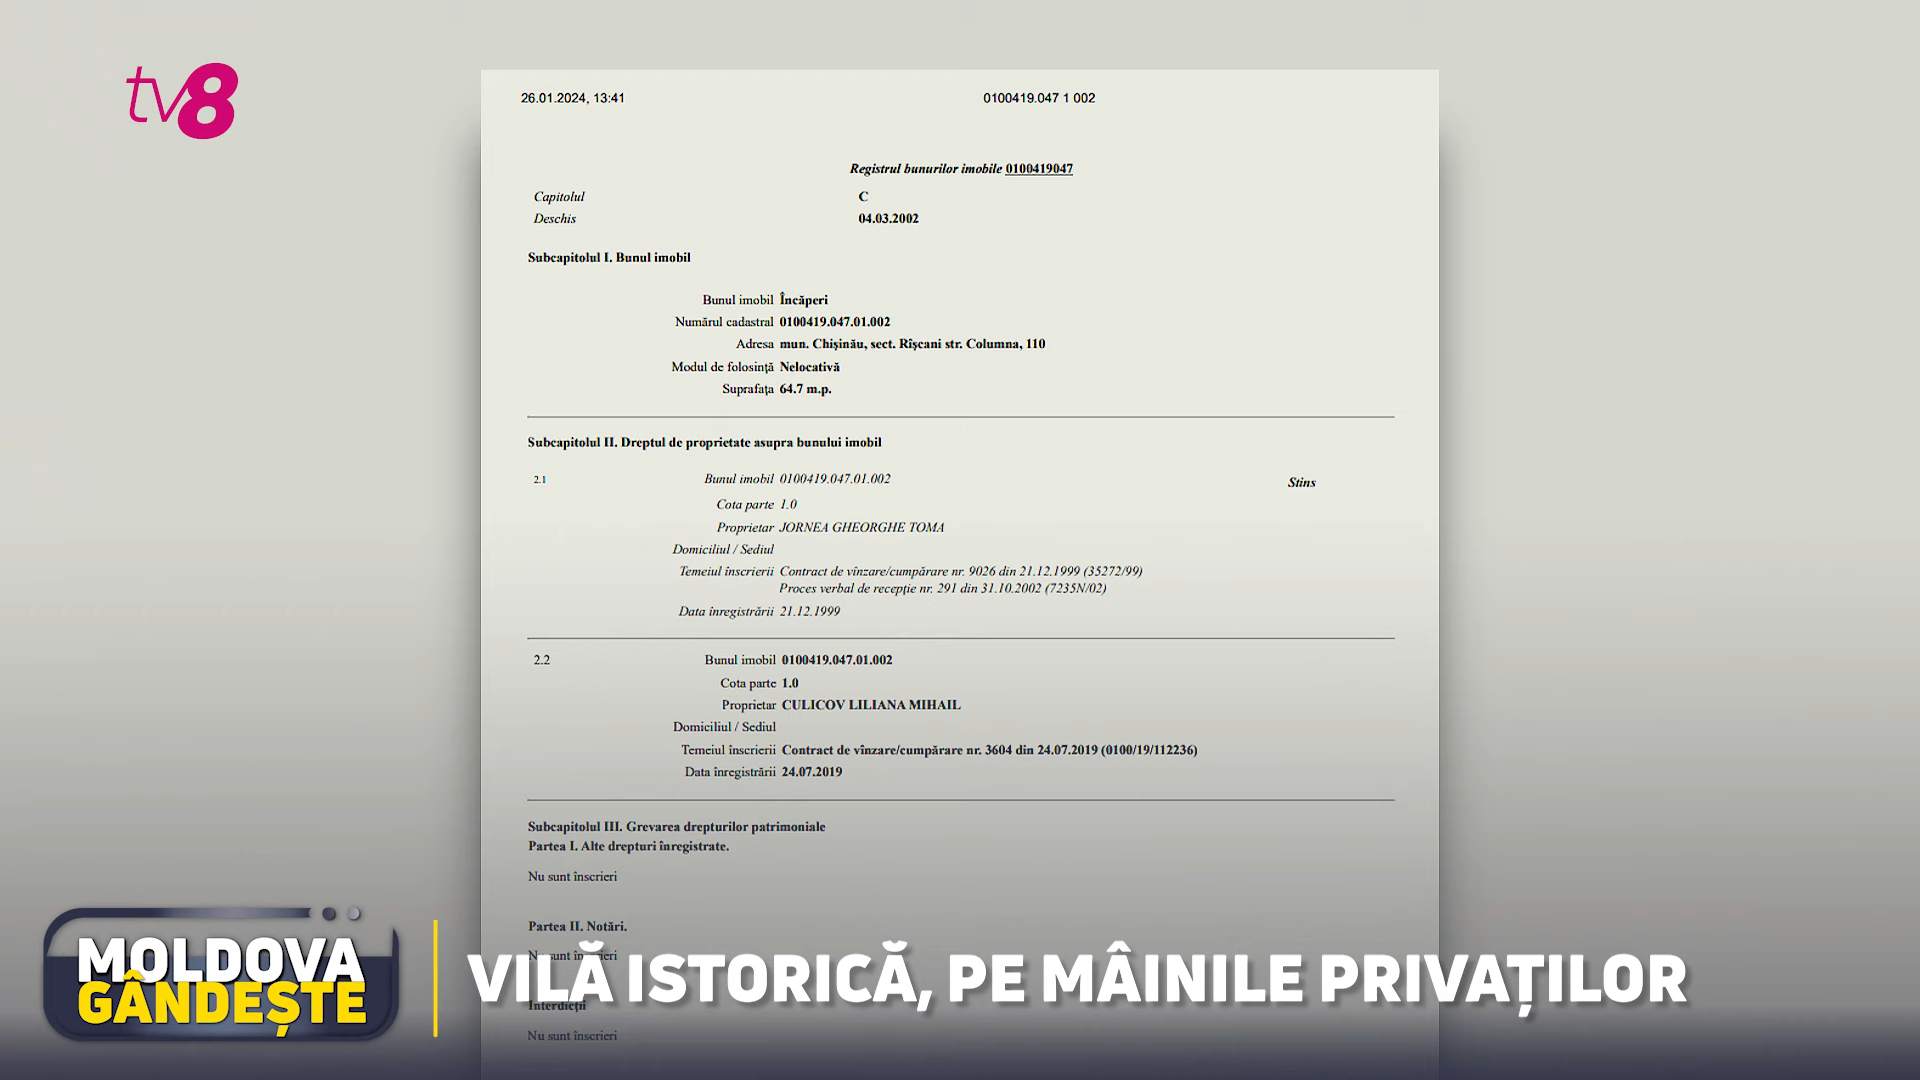 tv8
26.01.2024, 13:41
0100419.047 1 002
Registrul bunurilor imobile 0100419047
Capitolul C
Deschis 04.03.2002
Subcapitolul I. Bunul imobil
Bunul imobil Încăperi
Numărul cadastral 0100419.047.01.002
Adresa mun. Chişinău, sect. Rîşcani str. Columna, 110
Modul de folosinţă Nelocativă
Suprafaţa 64.7 m.p.
Subcapitolul II. Dreptul de proprietate asupra bunului imobil
2.1 Bunul imobil 0100419.047.01.002 Stins
Cota parte 1.0
Proprietar JORNEA GHEORGHE TOMA
Domiciliul / Sediul
Temeiul înscrierii Contract de vînzare/cumpărare nr. 9026 din 21.12.1999 (35272/99)
Proces verbal de recepţie nr. 291 din 31.10.2002 (7235N/02)
Data înregistrării 21.12.1999
2.2 Bunul imobil 0100419.047.01.002
Cota parte 1.0
Proprietar CULICOV LILIANA MIHAIL
Domiciliul / Sediul
Temeiul înscrierii Contract de vînzare/cumpărare nr. 3604 din 24.07.2019 (0100/19/112236)
Data înregistrării 24.07.2019
Subcapitolul III. Grevarea drepturilor patrimoniale
Partea I. Alte drepturi înregistrate.
Nu sunt înscrieri
Partea II. Notări.
Nu sunt înscrieri
Interdicţii
Nu sunt înscrieri
MOLDOVA
GÂNDEȘTE
VILĂ ISTORICĂ, PE MÂINILE PRIVAȚILOR